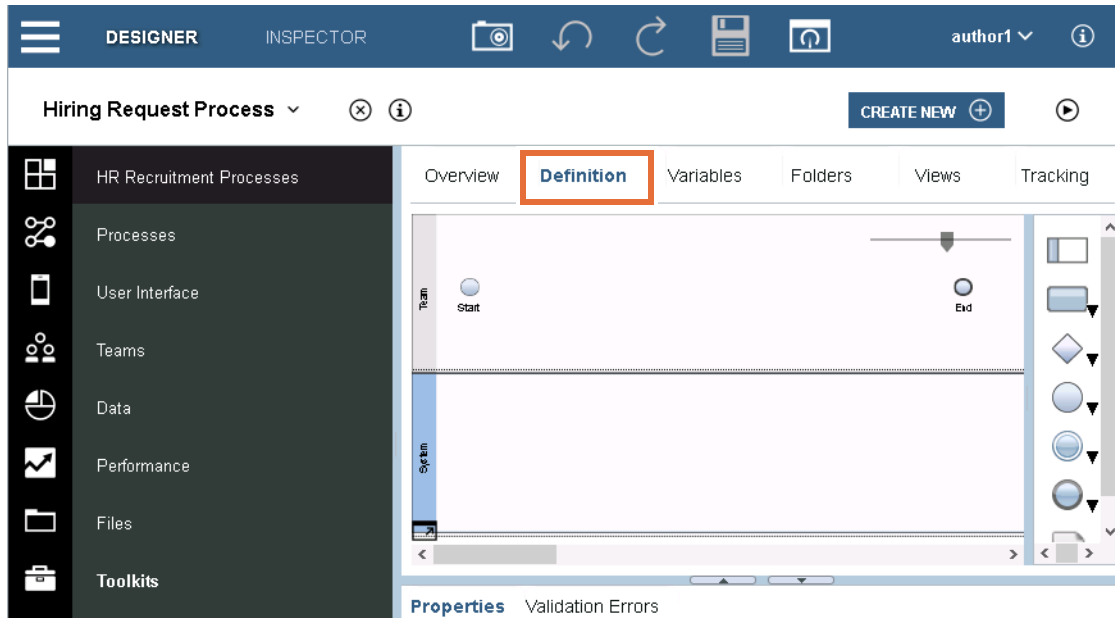 DESIGNER INSPECTOR author1
Hiring Request Process CREATE NEW
HR Recruitment Processes
Overview Definition Variables Folders Views Tracking
Processes
User Interface
Teams
Data
Performance
Files
Toolkits
Team
Start
End
System
Properties Validation Errors